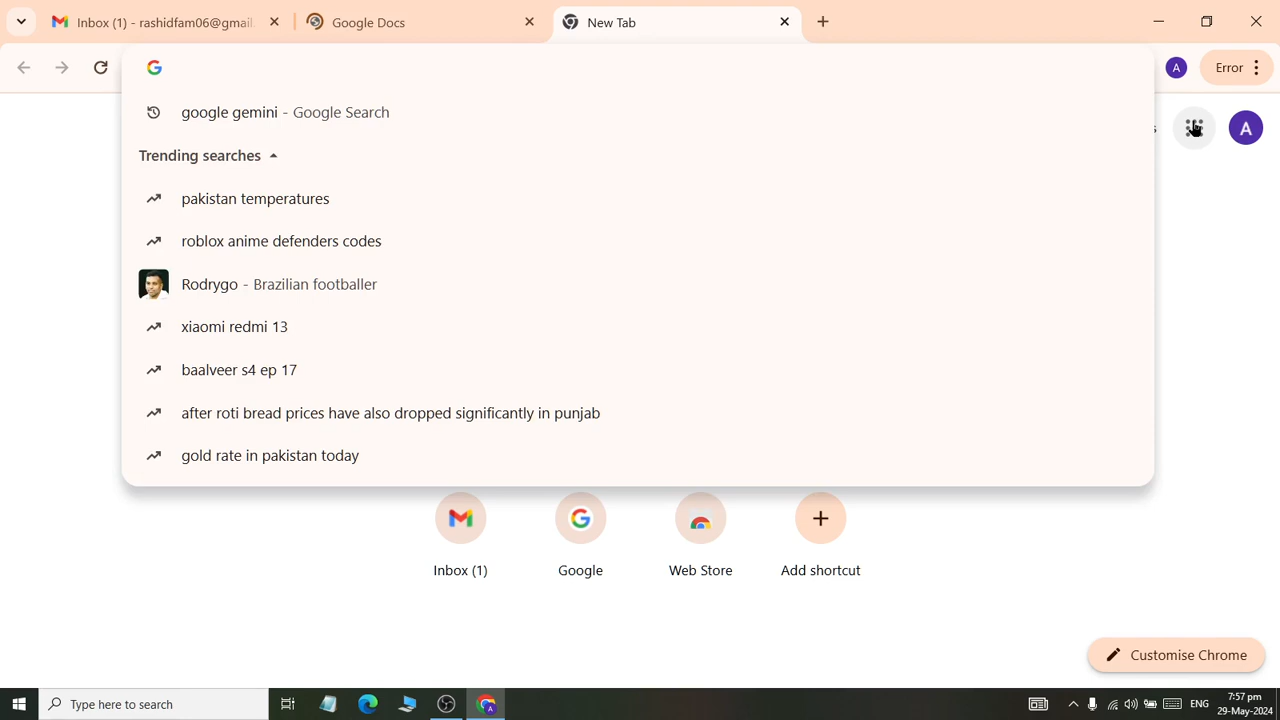 Inbox (1) - rashidfam06@gmail.
Google Docs
New Tab
A
Error
google gemini - Google Search
s
A
Trending searches
pakistan temperatures
roblox anime defenders codes
Rodrygo - Brazilian footballer
xiaomi redmi 13
baalveer s4 ep 17
after roti bread prices have also dropped significantly in punjab
gold rate in pakistan today
Inbox (1)
Google
Web Store
Add shortcut
Customise Chrome
Type here to search
ENG
7:57 pm
29-May-2024